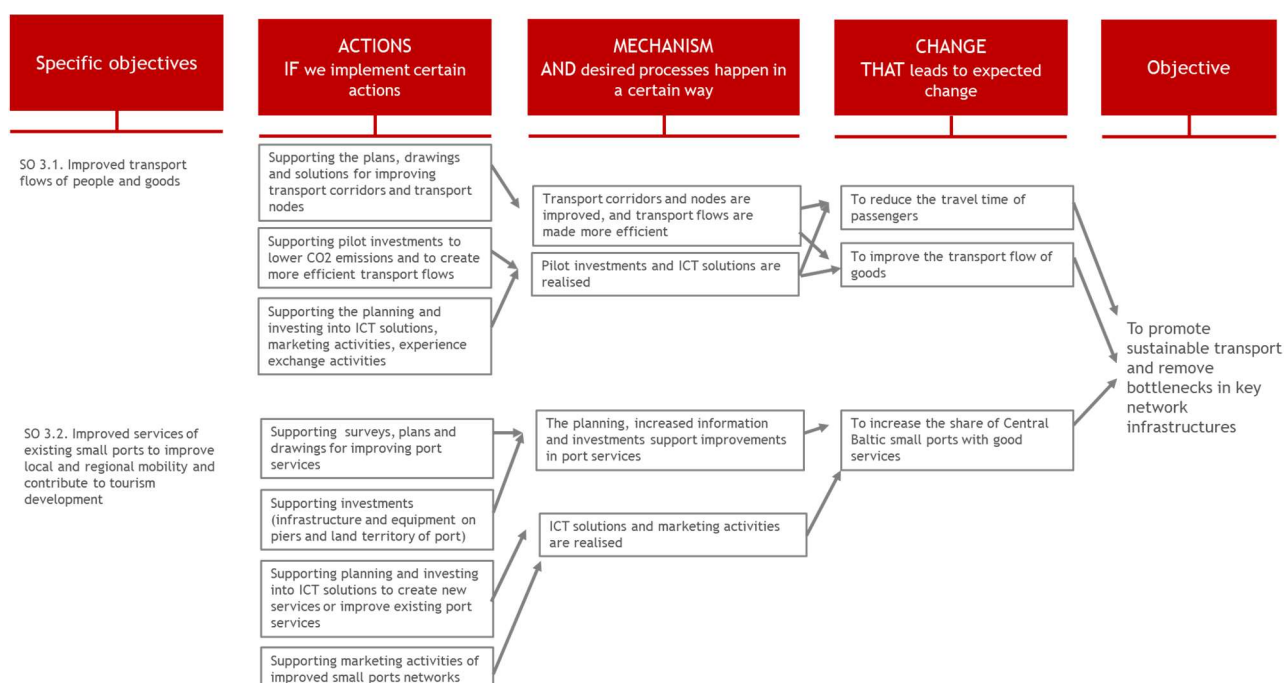 Specific objectives
ACTIONS
IF we implement certain
actions
MECHANISM
AND desired processes happen in
a certain way
CHANGE
THAT leads to expected
change
Objective
SO 3.1. Improved transport
flows of people and goods
Supporting the plans, drawings
and solutions for improving
transport corridors and transport
nodes
Supporting pilot investments to
lower CO2 emissions and to create
more efficient transport flows
Supporting the planning and
investing into ICT solutions,
marketing activities, experience
exchange activities
Transport corridors and nodes are
improved, and transport flows are
made more efficient
Pilot investments and ICT solutions are
realised
To reduce the travel time of
passengers
To improve the transport flow of
goods
To promote
sustainable transport
and remove
bottlenecks in key
network
infrastructures
SO 3.2. Improved services of
existing small ports to improve
local and regional mobility and
contribute to tourism
development
Supporting surveys, plans and
drawings for improving port
services
Supporting investments
(infrastructure and equipment on
piers and land territory of port)
Supporting planning and investing
into ICT solutions to create new
services or improve existing port
services
Supporting marketing activities of
improved small ports networks
The planning, increased information
and investments support improvements
in port services
ICT solutions and marketing activities
are realised
To increase the share of Central
Baltic small ports with good
services